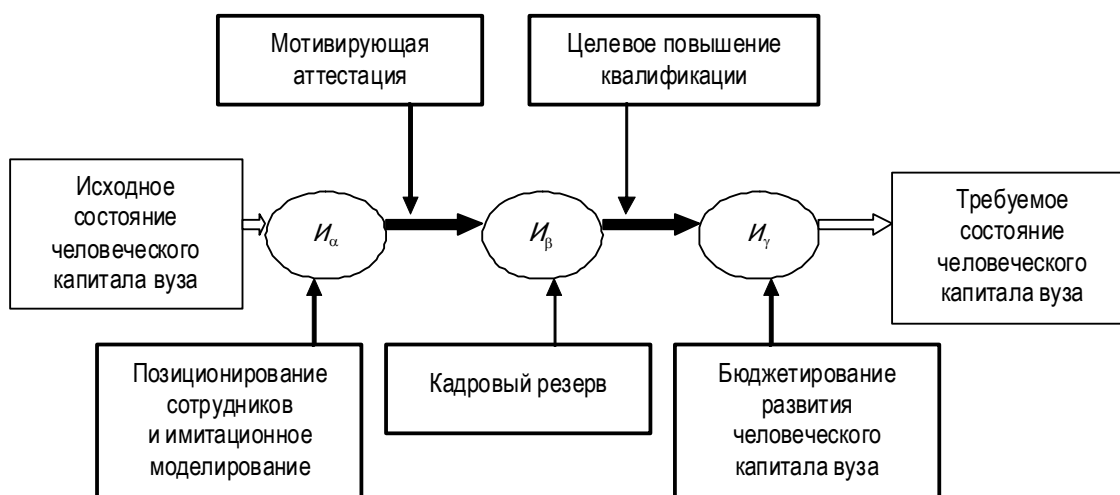 Мотивирующая
аттестация
Целевое повышение
квалификации
Исходное
состояние
человеческого
капитала вуза
Иα
Иβ
Иγ
Требуемое
состояние
человеческого
капитала вуза
Позиционирование
сотрудников
и имитационное
моделирование
Кадровый резерв
Бюджетирование
развития
человеческого
капитала вуза